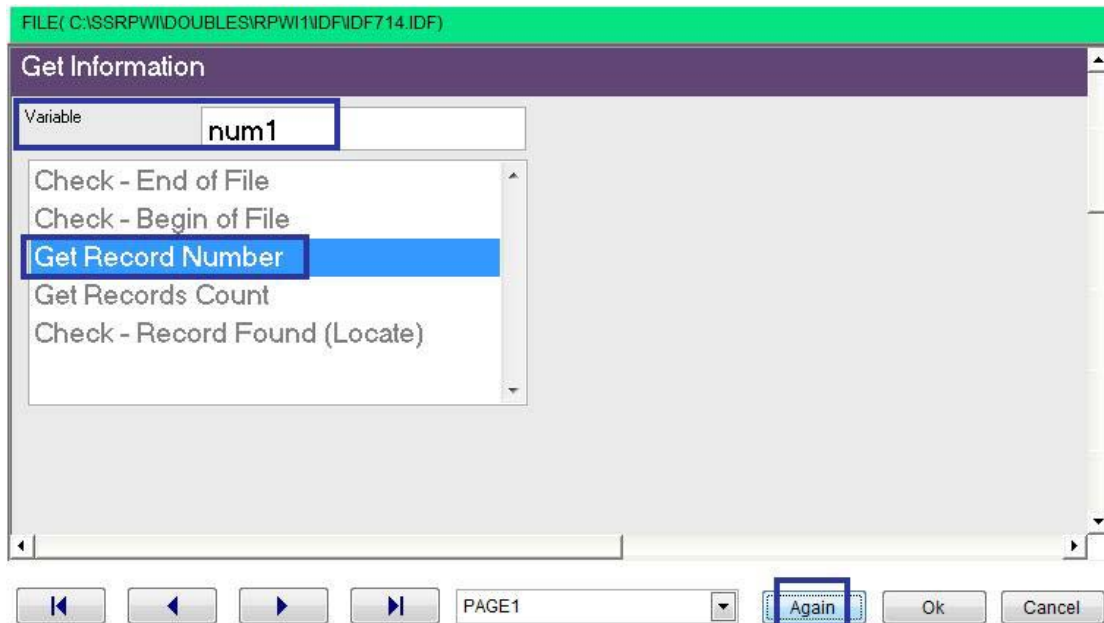 FILE( C:\SSRPWI\DOUBLES\RPWI1\IDF\IDF714.IDF)
Get Information
Variable num1
Check - End of File
Check - Begin of File
Get Record Number
Get Records Count
Check - Record Found (Locate)
PAGE1 Again Ok Cancel